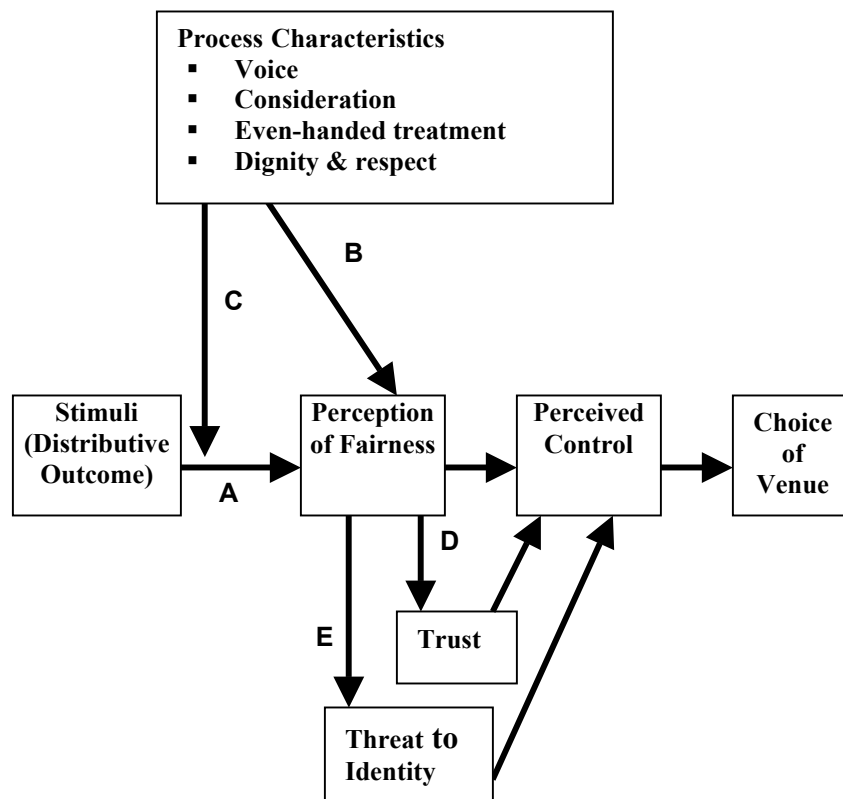 Process Characteristics
▪ Voice
▪ Consideration
▪ Even-handed treatment
▪ Dignity & respect
B
C
Stimuli
(Distributive
Outcome)
Perception
of Fairness
Perceived
Control
Choice
of
Venue
A
D
E
Trust
Threat to
Identity